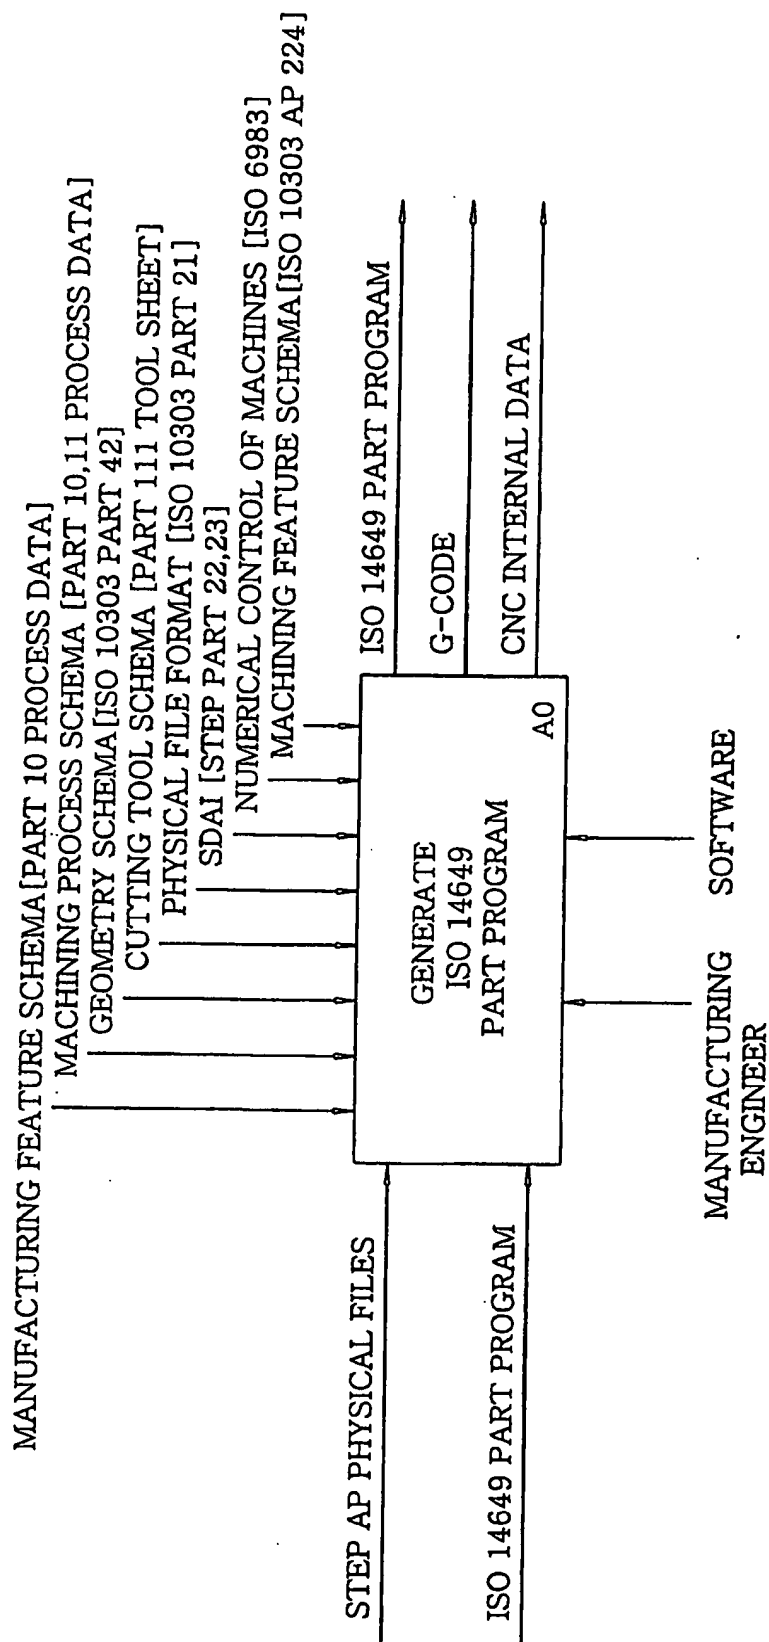 MANUFACTURING FEATURE SCHEMA[PART 10 PROCESS DATA]
MACHINING PROCESS SCHEMA [PART 10,11 PROCESS DATA]
GEOMETRY SCHEMA[ISO 10303 PART 42]
CUTTING TOOL SCHEMA [PART 111 TOOL SHEET]
PHYSICAL FILE FORMAT [ISO 10303 PART 21]
SDAI [STEP PART 22,23]
NUMERICAL CONTROL OF MACHINES [ISO 6983]
MACHINING FEATURE SCHEMA[ISO 10303 AP 224]
STEP AP PHYSICAL FILES
ISO 14649 PART PROGRAM
GENERATE
ISO 14649
PART PROGRAM
A0
ISO 14649 PART PROGRAM
G-CODE
CNC INTERNAL DATA
MANUFACTURING
ENGINEER
SOFTWARE